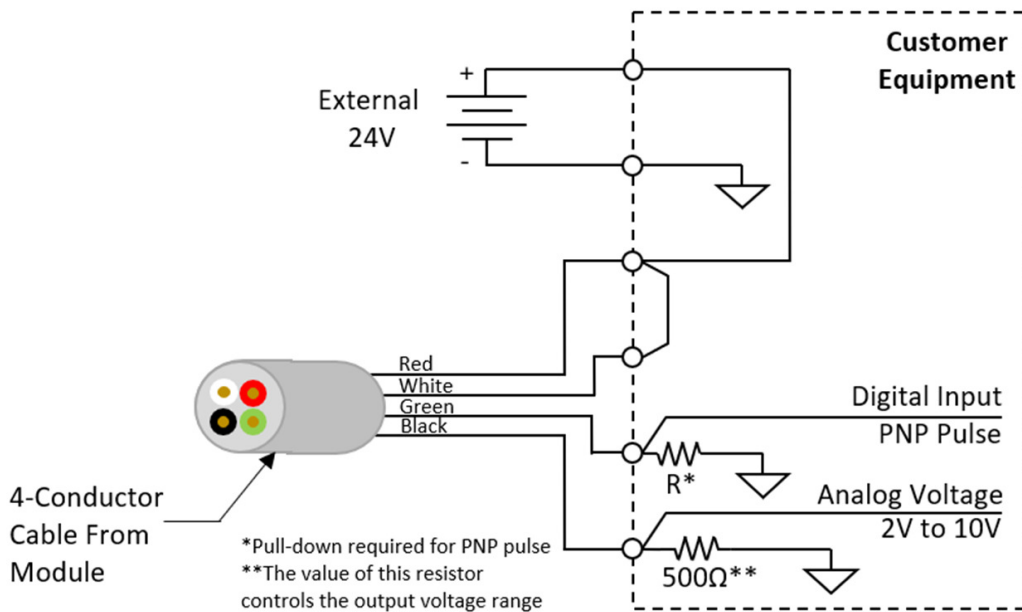 Customer
Equipment
+
External
24V
-
Red
White
Green
Black
Digital Input
PNP Pulse
R*
Analog Voltage
2V to 10V
500Ω**
4-Conductor
Cable From
Module
*Pull-down required for PNP pulse
**The value of this resistor
controls the output voltage range